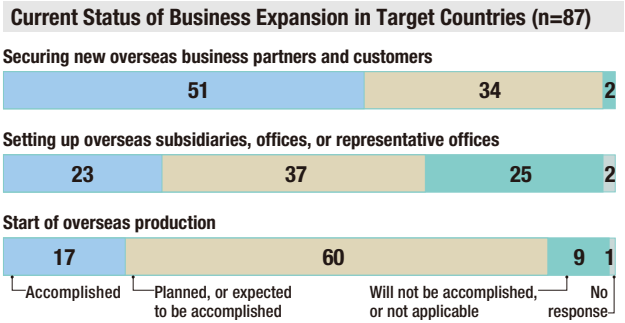 Current Status of Business Expansion in Target Countries (n=87)
Securing new overseas business partners and customers
51 34 2
Setting up overseas subsidiaries, offices, or representative offices
23 37 25 2
Start of overseas production
17 60 9 1
Accomplished
Planned, or expected
to be accomplished
Will not be accomplished,
or not applicable
No
response